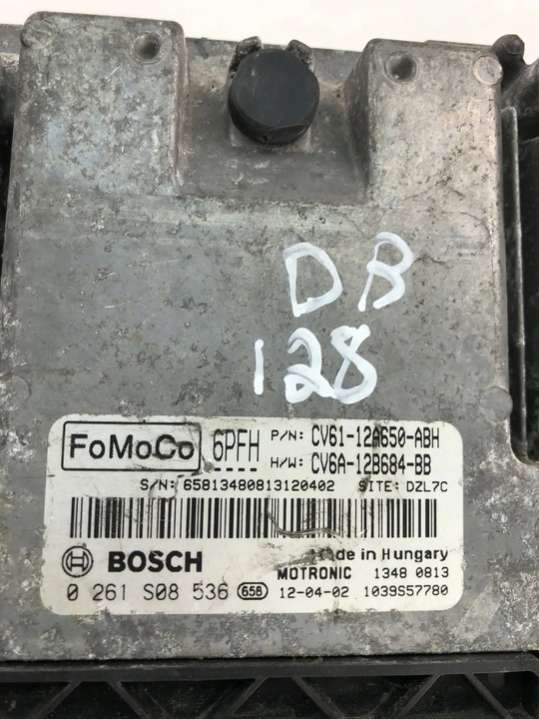 DB
128
FoMoCo 6PFH P/N: CV61-12A650-ABH
H/W: CV6A-12B684-BB
S/N: 65813480813120402 SITE: DZL7C
BOSCH in Hungary
MOTRONIC 1348 0813
0 261 S08 536 658 12-04-02 1039S57780